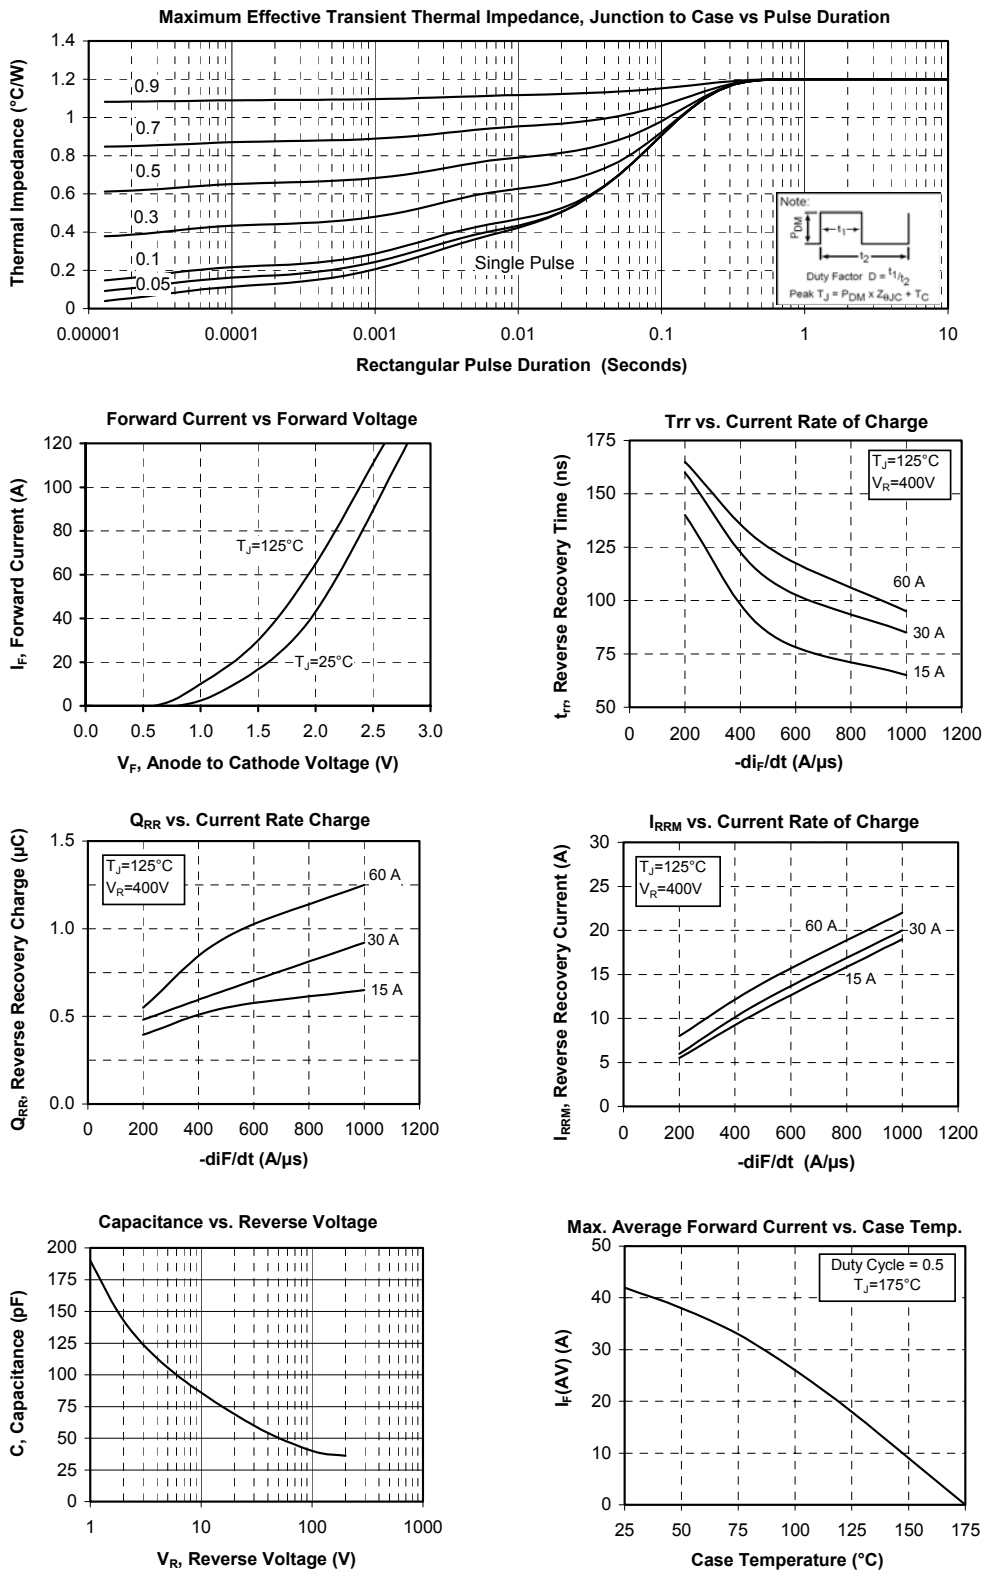 Maximum Effective Transient Thermal Impedance, Junction to Case vs Pulse Duration
Thermal Impedance (°C/W)
1.4
1.2
1
0.8
0.6
0.4
0.2
0
0.9
0.7
0.5
0.3
0.1
0.05
Single Pulse
Note:
PDM
t1
t2
Duty Factor D = t1/t2
Peak TJ = PDM x ZθJC + TC
0.00001 0.0001 0.001 0.01 0.1 1 10
Rectangular Pulse Duration (Seconds)
Forward Current vs Forward Voltage
IF, Forward Current (A)
120
100
80
60
40
20
0
TJ=125°C
TJ=25°C
0.0 0.5 1.0 1.5 2.0 2.5 3.0
VF, Anode to Cathode Voltage (V)
Trr vs. Current Rate of Charge
trr, Reverse Recovery Time (ns)
175
150
125
100
75
50
TJ=125°C
VR=400V
60 A
30 A
15 A
0 200 400 600 800 1000 1200
-diF/dt (A/µs)
QRR vs. Current Rate Charge
QRR, Reverse Recovery Charge (µC)
1.5
1.0
0.5
0.0
TJ=125°C
VR=400V
60 A
30 A
15 A
0 200 400 600 800 1000 1200
-diF/dt (A/µs)
IRRM vs. Current Rate of Charge
IRRM, Reverse Recovery Current (A)
30
25
20
15
10
5
0
TJ=125°C
VR=400V
60 A
30 A
15 A
0 200 400 600 800 1000 1200
-diF/dt (A/µs)
Capacitance vs. Reverse Voltage
C, Capacitance (pF)
200
175
150
125
100
75
50
25
0
1 10 100 1000
VR, Reverse Voltage (V)
Max. Average Forward Current vs. Case Temp.
IF(AV) (A)
50
40
30
20
10
0
Duty Cycle = 0.5
TJ=175°C
25 50 75 100 125 150 175
Case Temperature (°C)